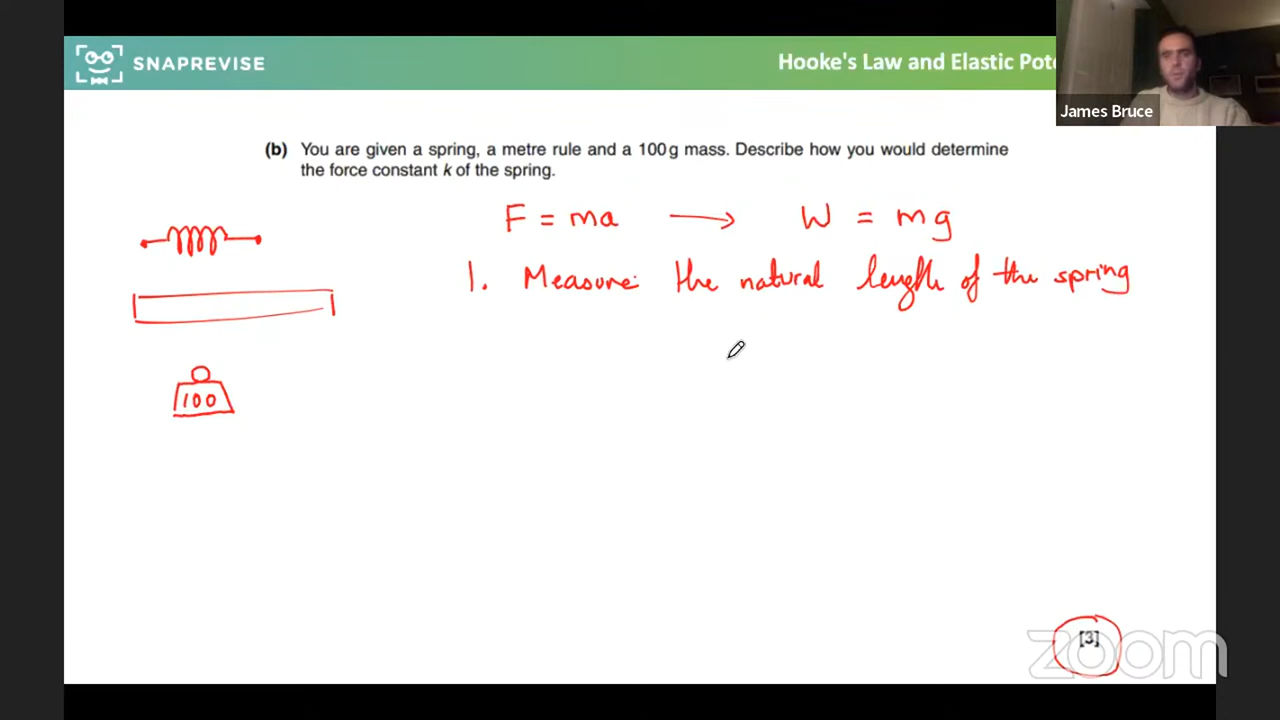 SNAPREVISE
Hooke's Law and Elastic Pote
James Bruce
(b) You are given a spring, a metre rule and a 100 g mass. Describe how you would determine
the force constant k of the spring.
F = ma → W = mg
1. Measure: the natural length of the spring
100
[3]
zoom